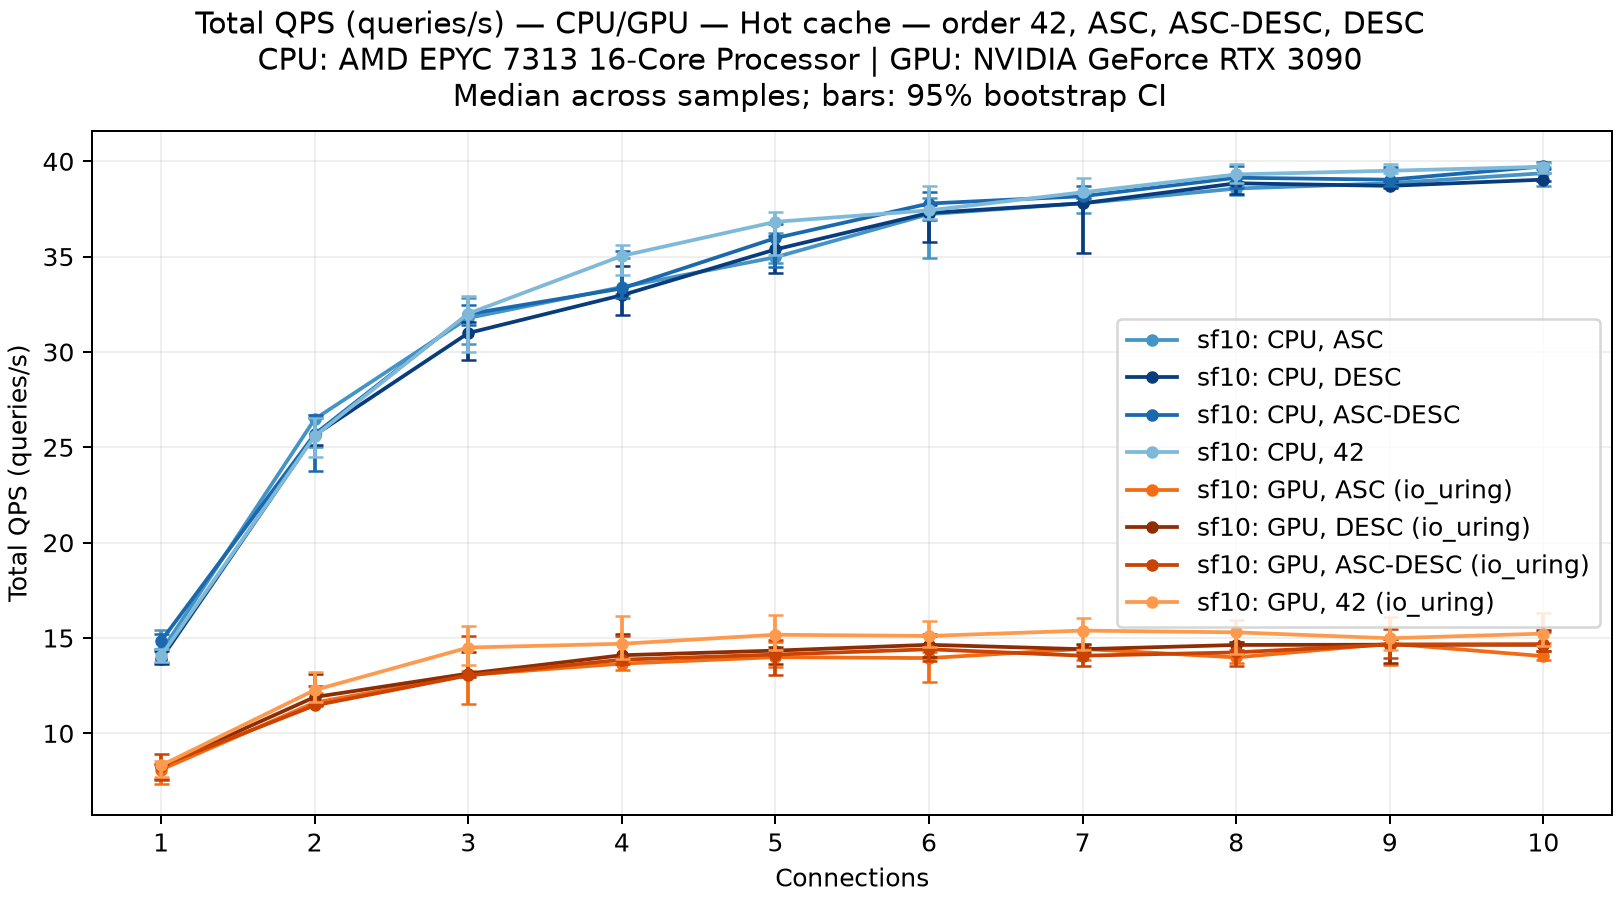 Total QPS (queries/s) — CPU/GPU — Hot cache — order 42, ASC, ASC-DESC, DESC
CPU: AMD EPYC 7313 16-Core Processor | GPU: NVIDIA GeForce RTX 3090
Median across samples; bars: 95% bootstrap CI
Total QPS (queries/s)
40
35
30
25
20
15
10
sf10: CPU, ASC
sf10: CPU, DESC
sf10: CPU, ASC-DESC
sf10: CPU, 42
sf10: GPU, ASC (io_uring)
sf10: GPU, DESC (io_uring)
sf10: GPU, ASC-DESC (io_uring)
sf10: GPU, 42 (io_uring)
1 2 3 4 5 6 7 8 9 10
Connections